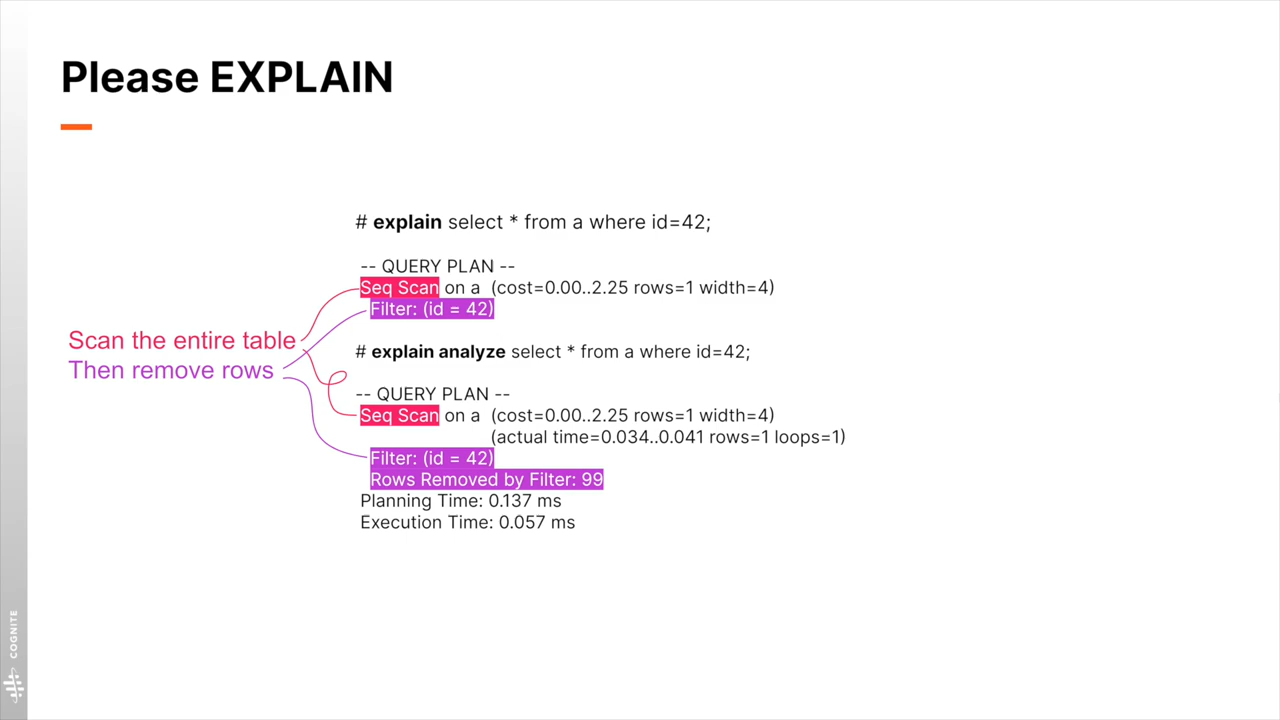 Please EXPLAIN
# explain select * from a where id=42;
-- QUERY PLAN --
Seq Scan on a (cost=0.00..2.25 rows=1 width=4)
Filter: (id = 42)
Scan the entire table
Then remove rows
# explain analyze select * from a where id=42;
-- QUERY PLAN --
Seq Scan on a (cost=0.00..2.25 rows=1 width=4)
(actual time=0.034..0.041 rows=1 loops=1)
Filter: (id = 42)
Rows Removed by Filter: 99
Planning Time: 0.137 ms
Execution Time: 0.057 ms
COGNITE